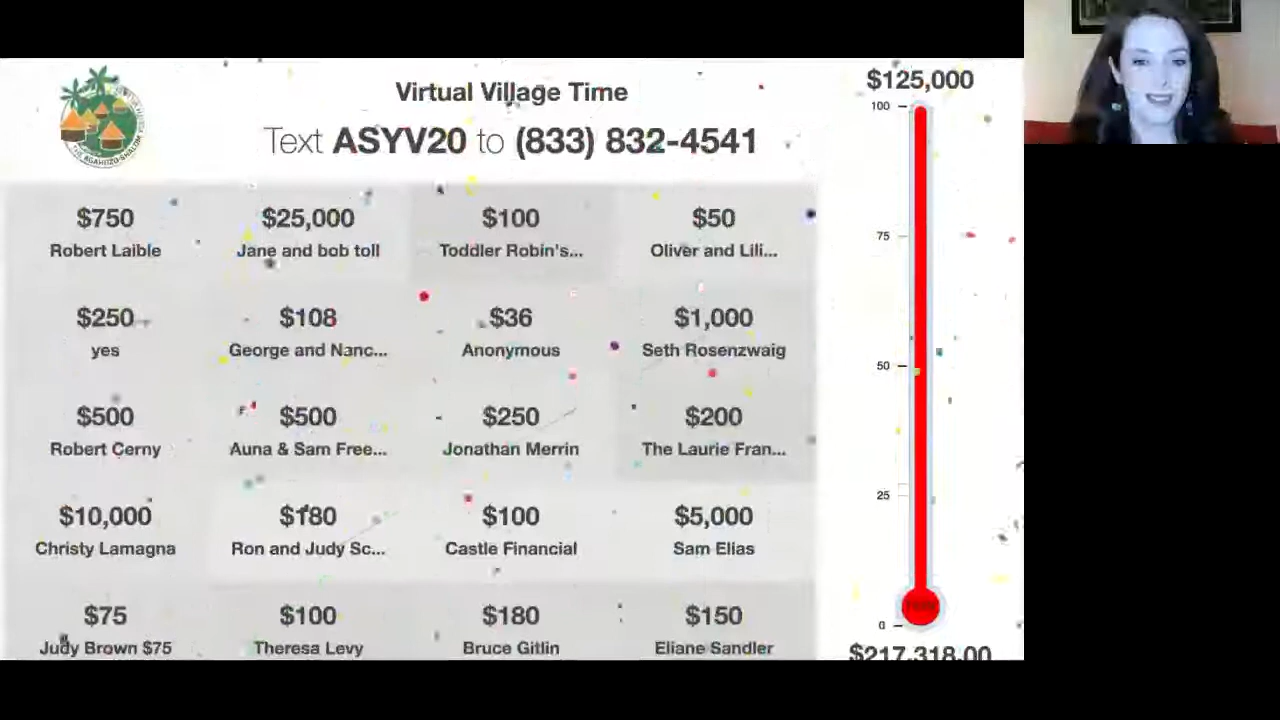 Virtual Village Time
Text ASYV20 to (833) 832-4541
THE AGAHOZO-SHALOM
$750 $25,000 $100 $50
Robert Laible Jane and bob toll Toddler Robin's... Oliver and Lili...
$250 $108 $36 $1,000
yes George and Nanc... Anonymous Seth Rosenzwaig
$500 $500 $250 $200
Robert Cerny Auna & Sam Free... Jonathan Merrin The Laurie Fran...
$10,000 $180 $100 $5,000
Christy Lamagna Ron and Judy Sc... Castle Financial Sam Elias
$75 $100 $180 $150
Judy Brown $75 Theresa Levy Bruce Gitlin Eliane Sandler
$125,000
100
75
50
25
0
$217,318.00